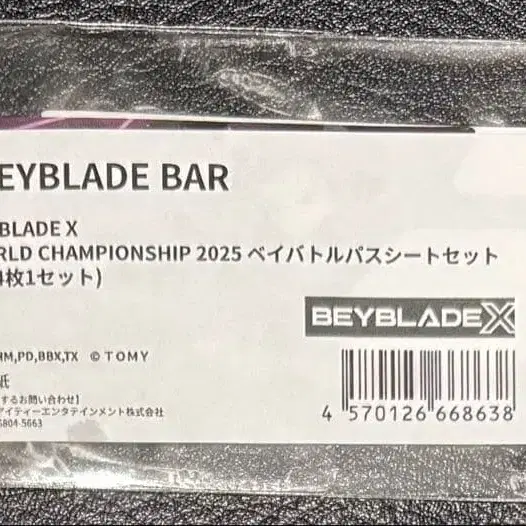 EYBLADE BAR
BLADE X
RLD CHAMPIONSHIP 2025 ベイバトルパスシートセット
4枚1セット)
BEYBLADE X
HM,PD,BBX,TX ©TOMY
紙
するお問い合わせ】
アイティーエンタテインメント株式会社
6804-5663
4 570126 668638